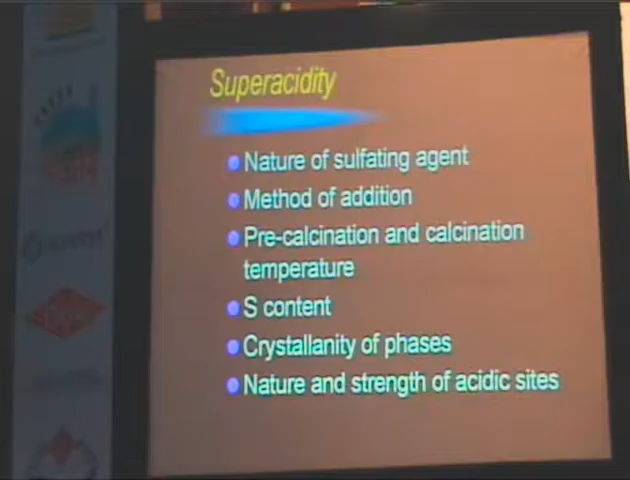 Superacidity
Nature of sulfating agent
Method of addition
Pre-calcination and calcination
temperature
S content
Crystallanity of phases
Nature and strength of acidic sites